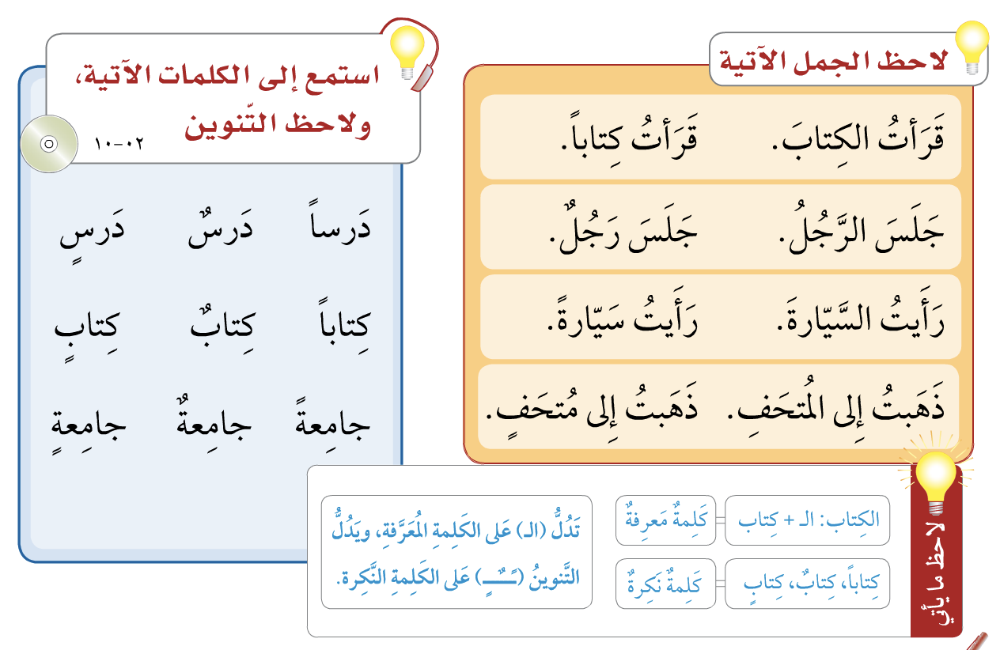 لاحظ الجمل الآتية
قَرَأتُ الكِتابَ. قَرَأتُ كِتاباً.
جَلَسَ الرَّجُلُ. جَلَسَ رَجُلٌ.
رَأَيتُ السَّيّارةَ. رَأَيتُ سَيّارةً.
ذَهَبتُ إِلى المُتحَفِ. ذَهَبتُ إِلى مُتحَفٍ.
استمع إلى الكلمات الآتية،
ولاحظ التّنوين
١٠-٠٢
دَرساً دَرسٌ دَرسٍ
كِتاباً كِتابٌ كِتابٍ
جامِعةً جامِعةٌ جامِعةٍ
لاحظ ما يأتي
الكِتاب: الـ + كِتاب = كَلِمةٌ مَعرِفةٌ
كِتاباً، كِتابٌ، كِتابٍ = كَلِمةٌ نَكِرةٌ
تَدُلُّ (الـ) عَلى الكَلِمةِ المُعَرَّفةِ، ويَدُلُّ
التَّنوينُ (ـًـٌـٍ) عَلى الكَلِمةِ النَّكِرة.